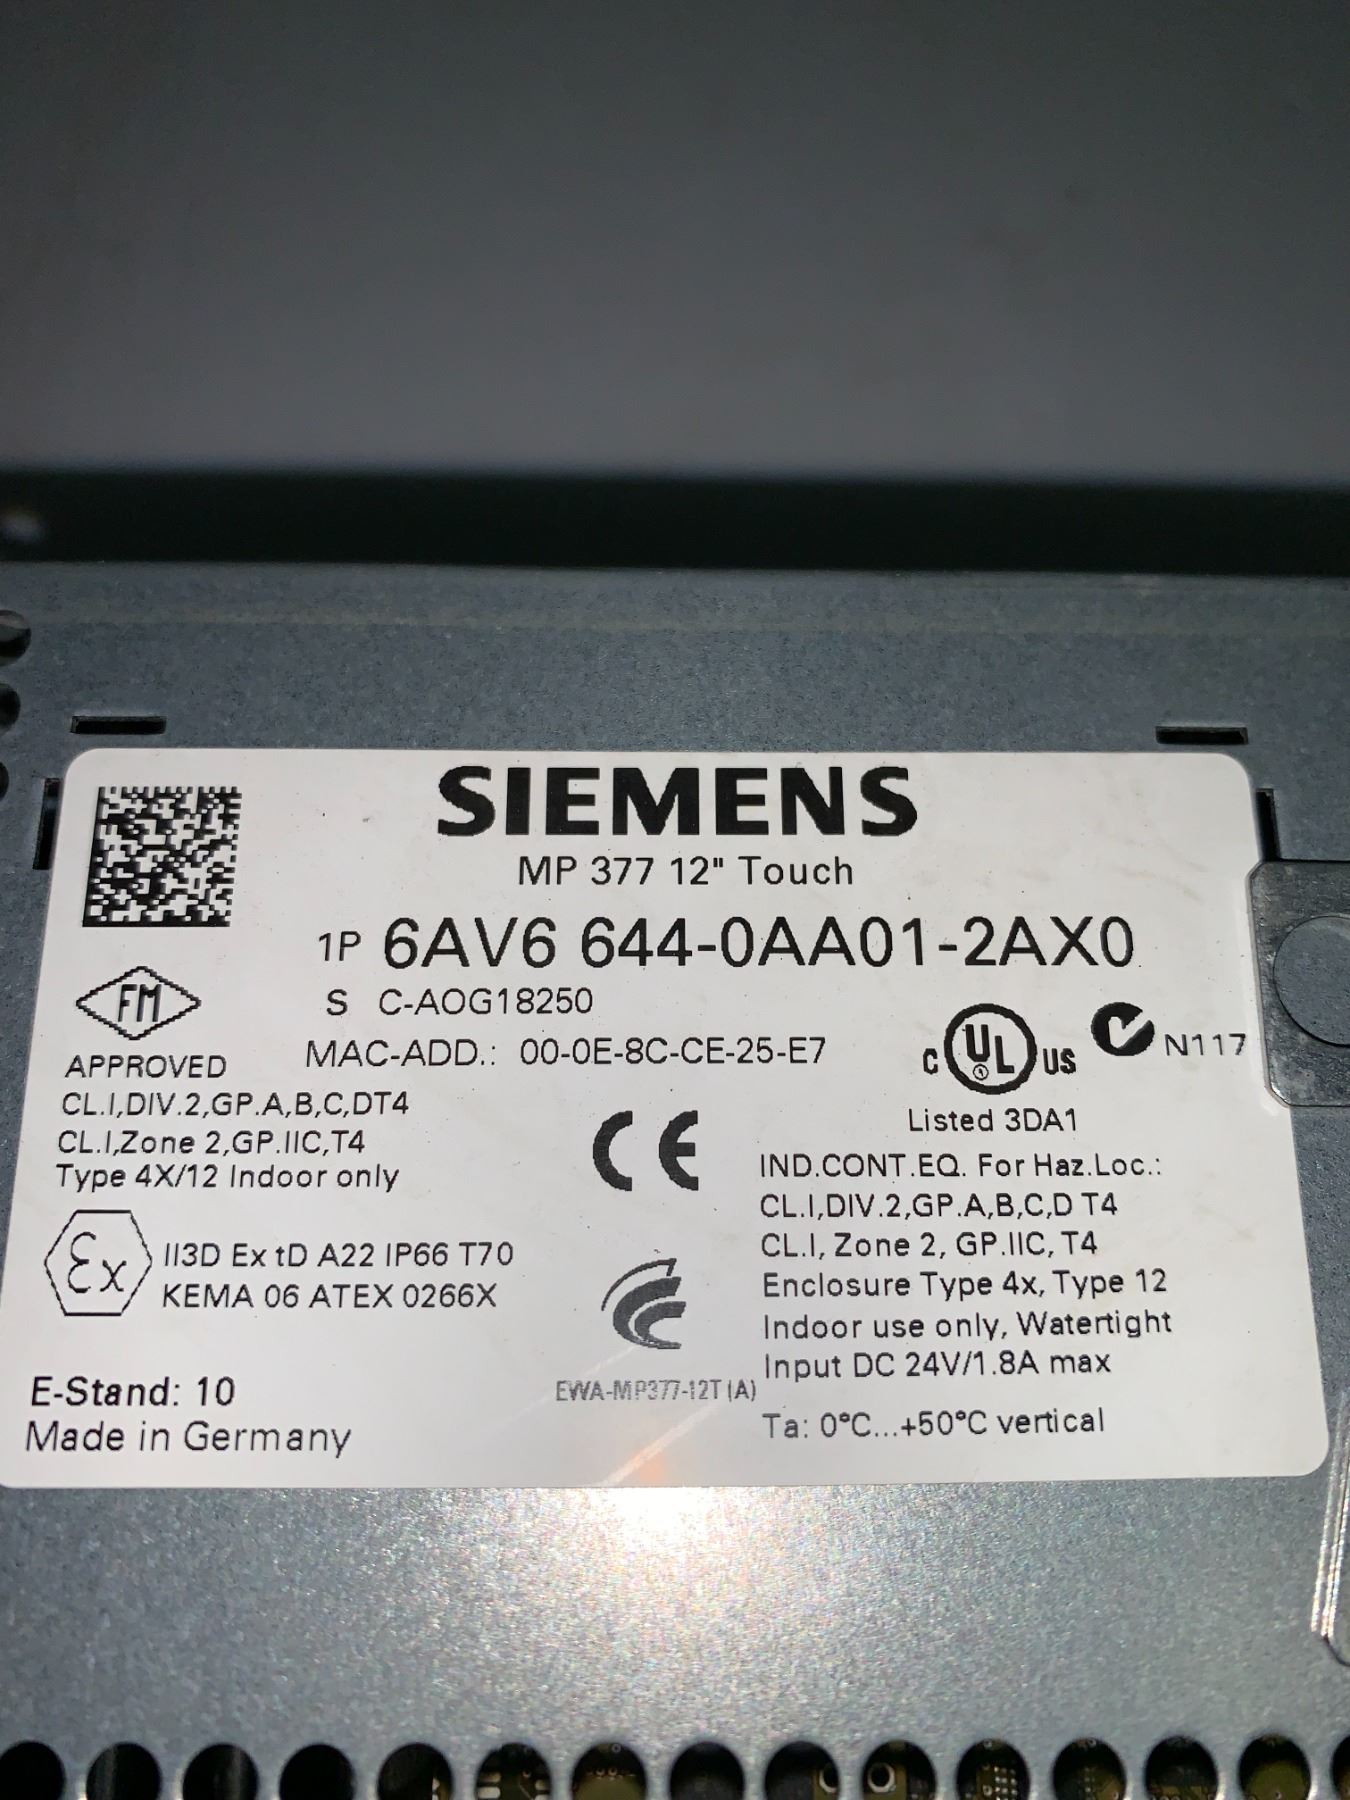 SIEMENS
MP 377 12" Touch
1P 6AV6 644-0AA01-2AX0
S C-AOG18250
MAC-ADD.: 00-0E-8C-CE-25-E7
FM
APPROVED
CL.I,DIV.2,GP.A,B,C,DT4
CL.I,Zone 2,GP.IIC,T4
Type 4X/12 Indoor only
Ex II3D Ex tD A22 IP66 T70
KEMA 06 ATEX 0266X
E-Stand: 10
Made in Germany
CE
EWA-MP377-12T(A)
C UL US N117
Listed 3DA1
IND.CONT.EQ. For Haz.Loc.:
CL.I,DIV.2,GP.A,B,C,D T4
CL.I, Zone 2, GP.IIC, T4
Enclosure Type 4x, Type 12
Indoor use only, Watertight
Input DC 24V/1.8A max
Ta: 0°C...+50°C vertical